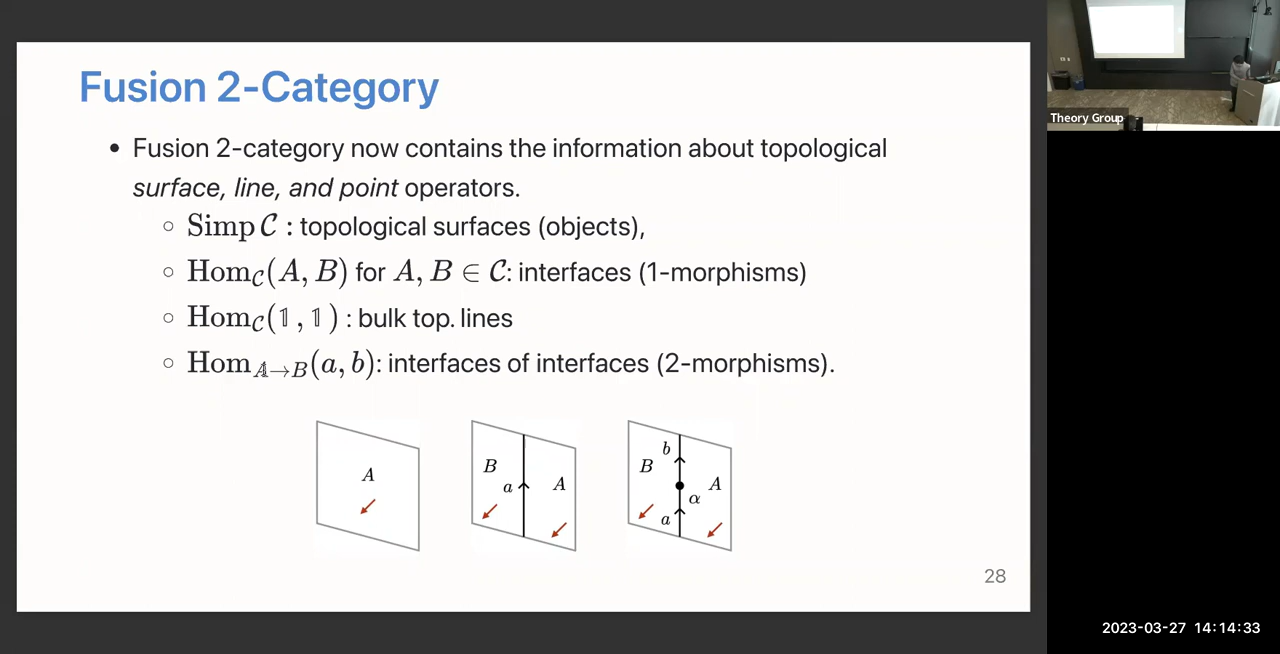 Fusion 2-Category
• Fusion 2-category now contains the information about topological
surface, line, and point operators.
◦ Simp 𝒞 : topological surfaces (objects),
◦ Hom𝒞(A, B) for A, B ∈ 𝒞: interfaces (1-morphisms)
◦ Hom𝒞(𝟙, 𝟙) : bulk top. lines
◦ Hom_{A→B}(a, b): interfaces of interfaces (2-morphisms).
A
B a A
b B A α a
28
Theory Group
2023-03-27 14:14:33